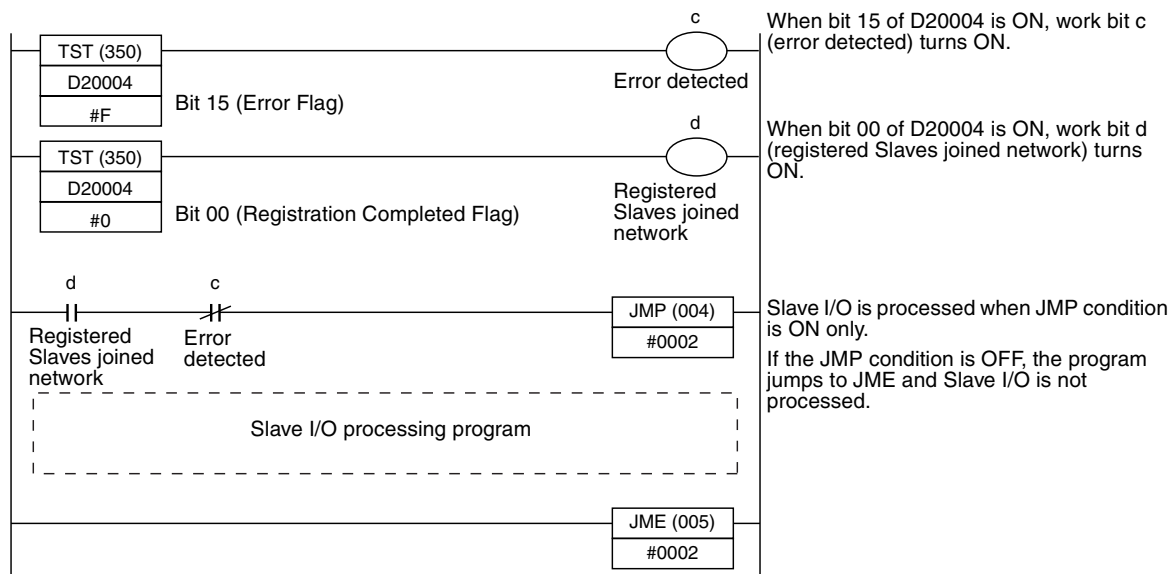 c
When bit 15 of D20004 is ON, work bit c
(error detected) turns ON.
TST (350)
D20004
#F
Bit 15 (Error Flag)
Error detected
d
When bit 00 of D20004 is ON, work bit d
(registered Slaves joined network) turns
ON.
TST (350)
D20004
#0
Bit 00 (Registration Completed Flag)
Registered
Slaves joined
network
d
c
Registered
Slaves joined
network
Error
detected
JMP (004)
#0002
Slave I/O is processed when JMP condition
is ON only.
If the JMP condition is OFF, the program
jumps to JME and Slave I/O is not
processed.
Slave I/O processing program
JME (005)
#0002